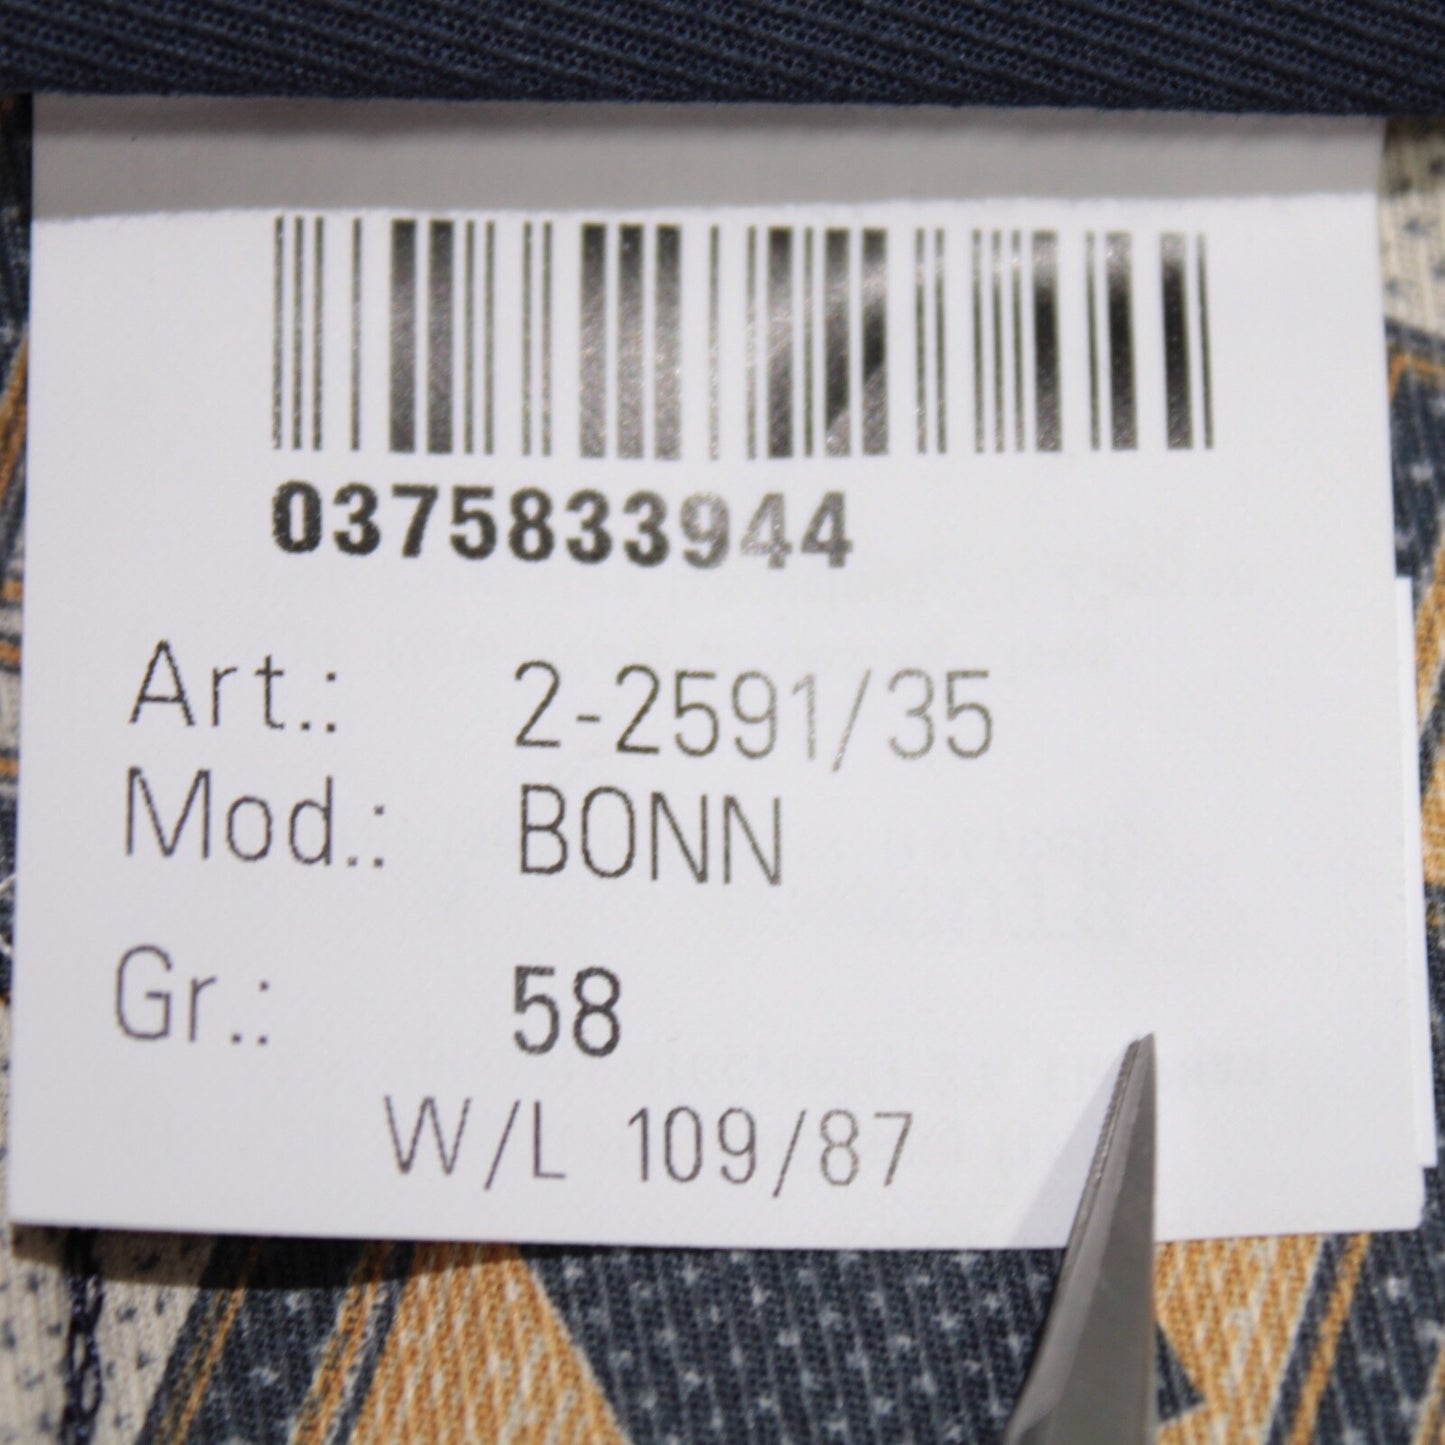 0375833944
Art.: 2-2591/35
Mod.: BONN
Gr.: 58
W/L 109/87